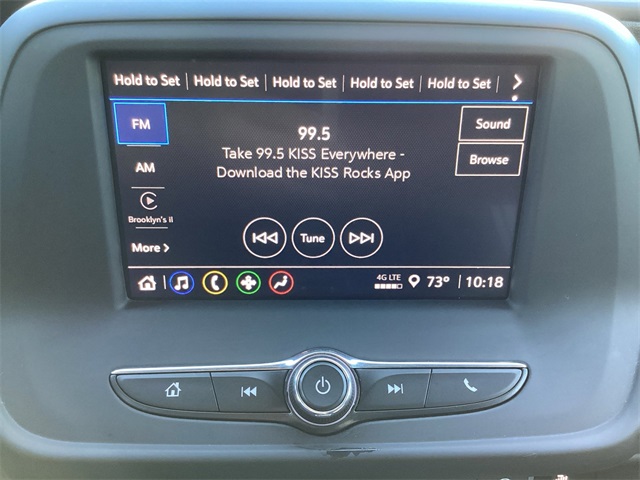 Hold to Set Hold to Set Hold to Set Hold to Set Hold to Set
FM
99.5
Sound
Take 99.5 KISS Everywhere -
Download the KISS Rocks App
Browse
AM
Brooklyn's iI
More
Tune
4G LTE
73° 10:18